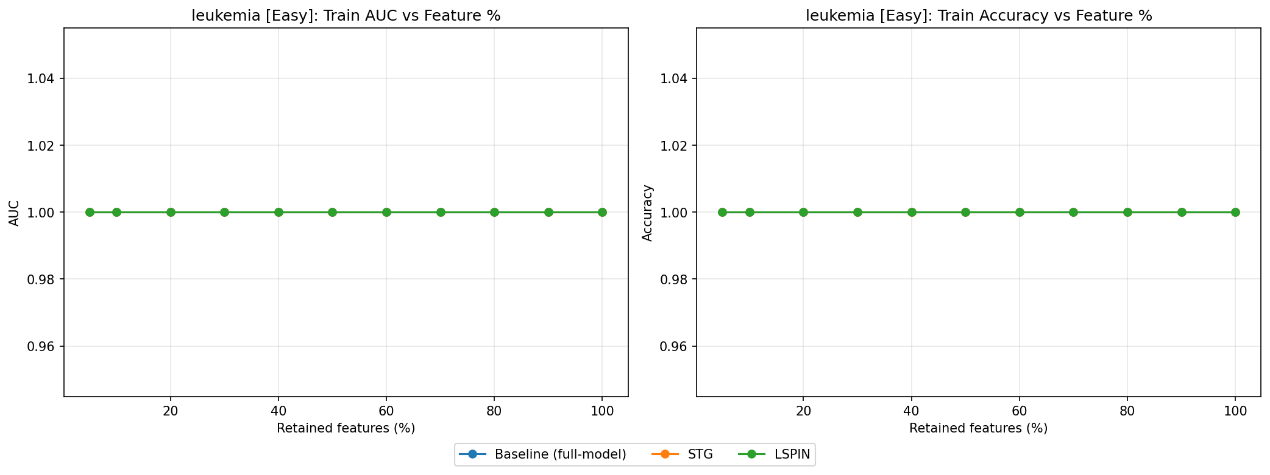 leukemia [Easy]: Train AUC vs Feature %
1.04
1.02
1.00
0.98
0.96
AUC
20
40
60
80
100
Retained features (%)
leukemia [Easy]: Train Accuracy vs Feature %
1.04
1.02
1.00
0.98
0.96
Accuracy
20
40
60
80
100
Retained features (%)
Baseline (full-model)
STG
LSPIN